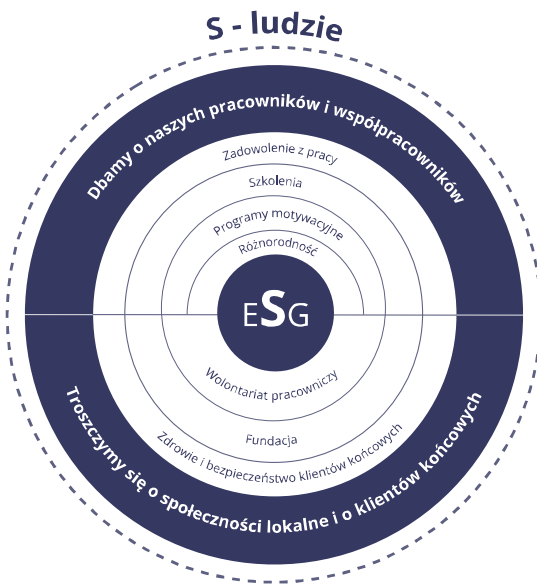 S - ludzie
Dbamy o naszych pracowników i współpracowników
Zadowolenie z pracy
Szkolenia
Programy motywacyjne
Różnorodność
ESG
Wolontariat pracowniczy
Fundacja
Zdrowie i bezpieczeństwo klientów końcowych
Troszczymy się o społeczności lokalne i o klientów końcowych